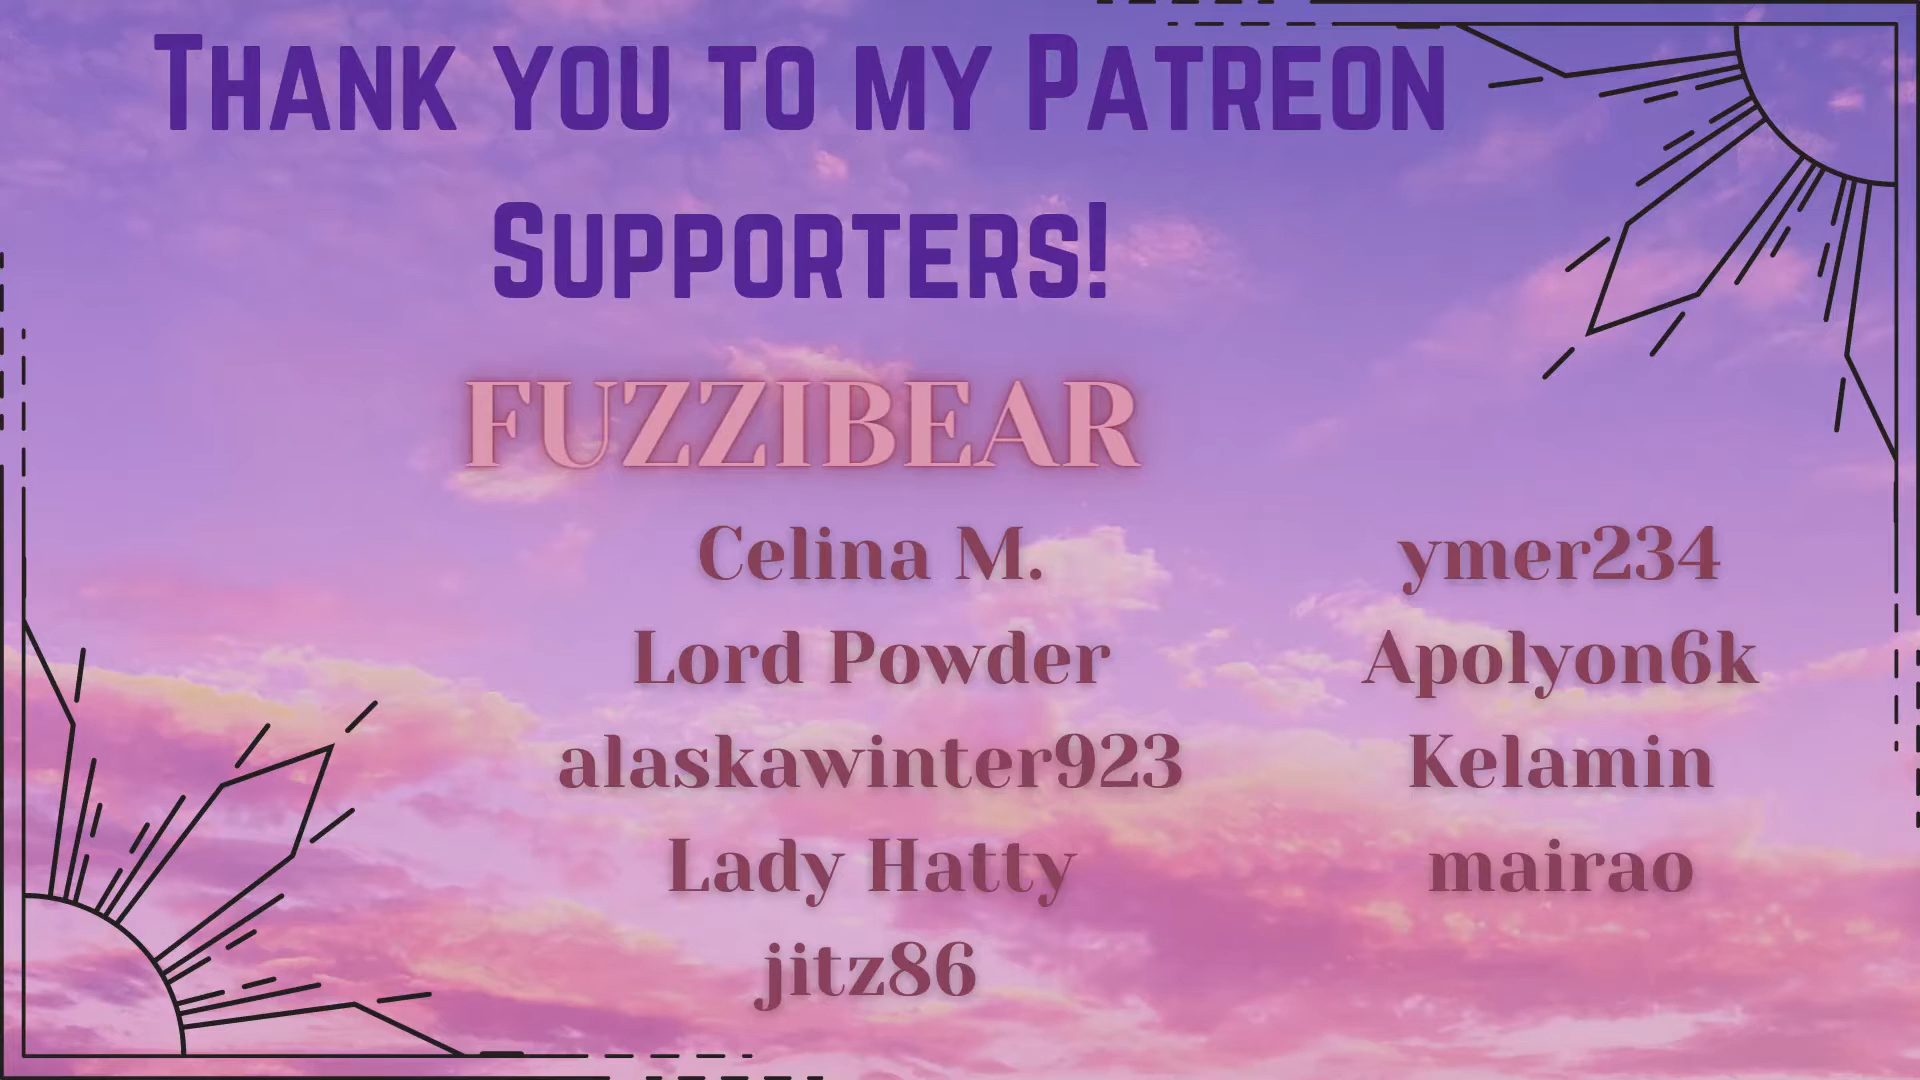 Thank you to my Patreon
Supporters!
FUZZIBEAR
Celina M.
Lord Powder
alaskawinter923
Lady Hatty
jitz86
ymer234
Apolyon6k
Kelamin
mairao